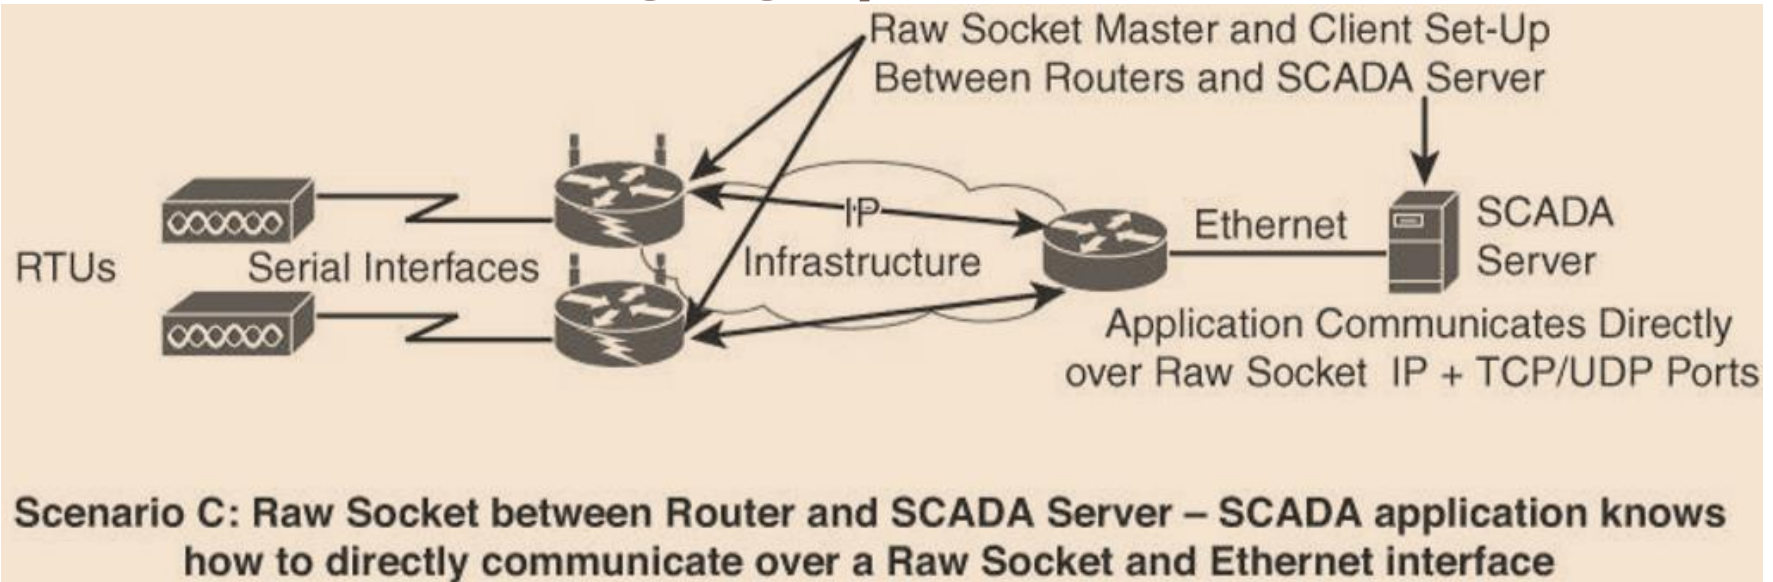 Raw Socket Master and Client Set-Up
Between Routers and SCADA Server
IP
Infrastructure
Ethernet
SCADA
Server
RTUs
Serial Interfaces
Application Communicates Directly
over Raw Socket IP + TCP/UDP Ports
Scenario C: Raw Socket between Router and SCADA Server – SCADA application knows
how to directly communicate over a Raw Socket and Ethernet interface